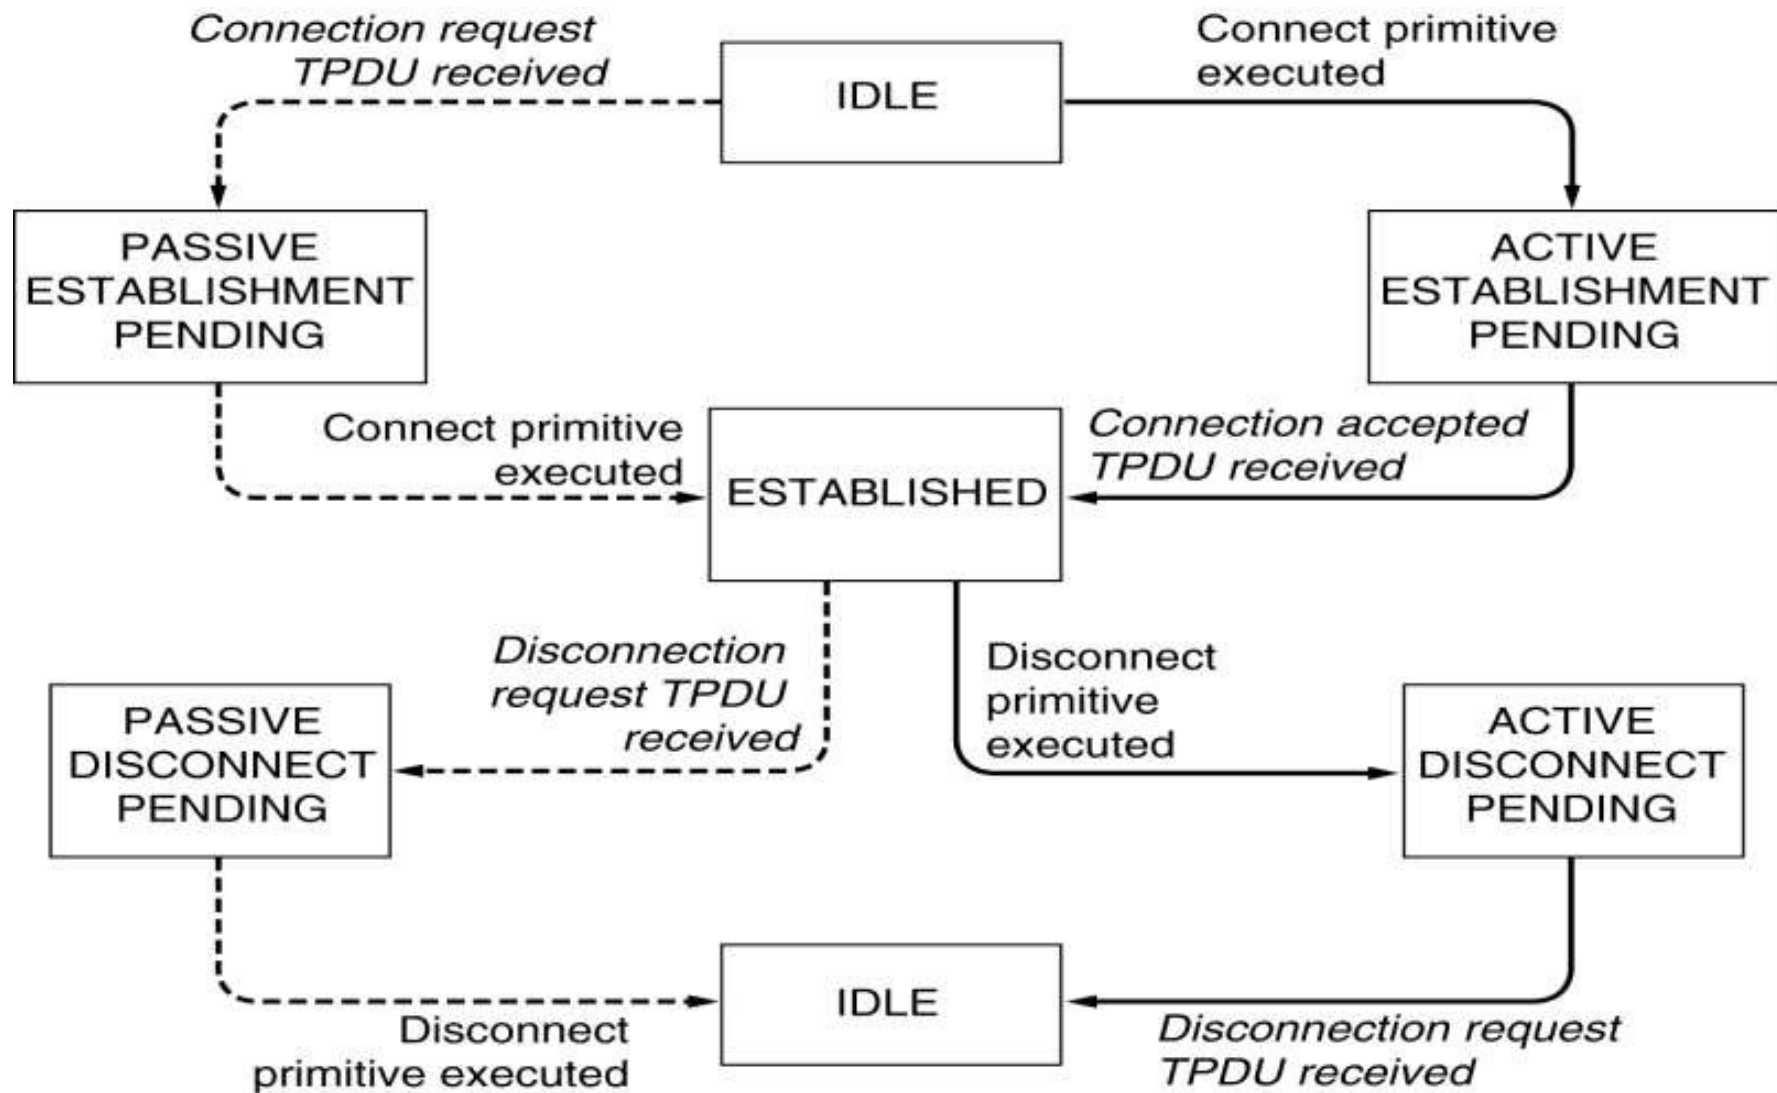 Connection request
TPDU received
IDLE
Connect primitive
executed
PASSIVE
ESTABLISHMENT
PENDING
ACTIVE
ESTABLISHMENT
PENDING
Connect primitive
executed
ESTABLISHED
Connection accepted
TPDU received
Disconnection
request TPDU
received
Disconnect
primitive
executed
PASSIVE
DISCONNECT
PENDING
ACTIVE
DISCONNECT
PENDING
IDLE
Disconnect
primitive executed
Disconnection request
TPDU received